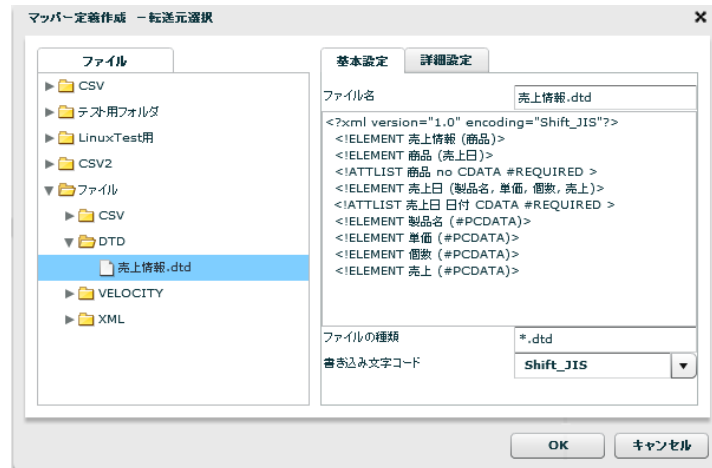 マッパー定義作成 －転送元選択
ファイル
CSV
テスト用フォルダ
LinuxTest用
CSV2
ファイル
CSV
DTD
売上情報.dtd
VELOCITY
XML
基本設定 詳細設定
ファイル名 売上情報.dtd
<?xml version="1.0" encoding="Shift_JIS"?>
<!ELEMENT 売上情報 (商品)>
<!ELEMENT 商品 (売上日)>
<!ATTLIST 商品 no CDATA #REQUIRED >
<!ELEMENT 売上日 (製品名, 単価, 個数, 売上)>
<!ATTLIST 売上日 日付 CDATA #REQUIRED >
<!ELEMENT 製品名 (#PCDATA)>
<!ELEMENT 単価 (#PCDATA)>
<!ELEMENT 個数 (#PCDATA)>
<!ELEMENT 売上 (#PCDATA)>
ファイルの種類 *.dtd
書き込み文字コード Shift_JIS
OK キャンセル